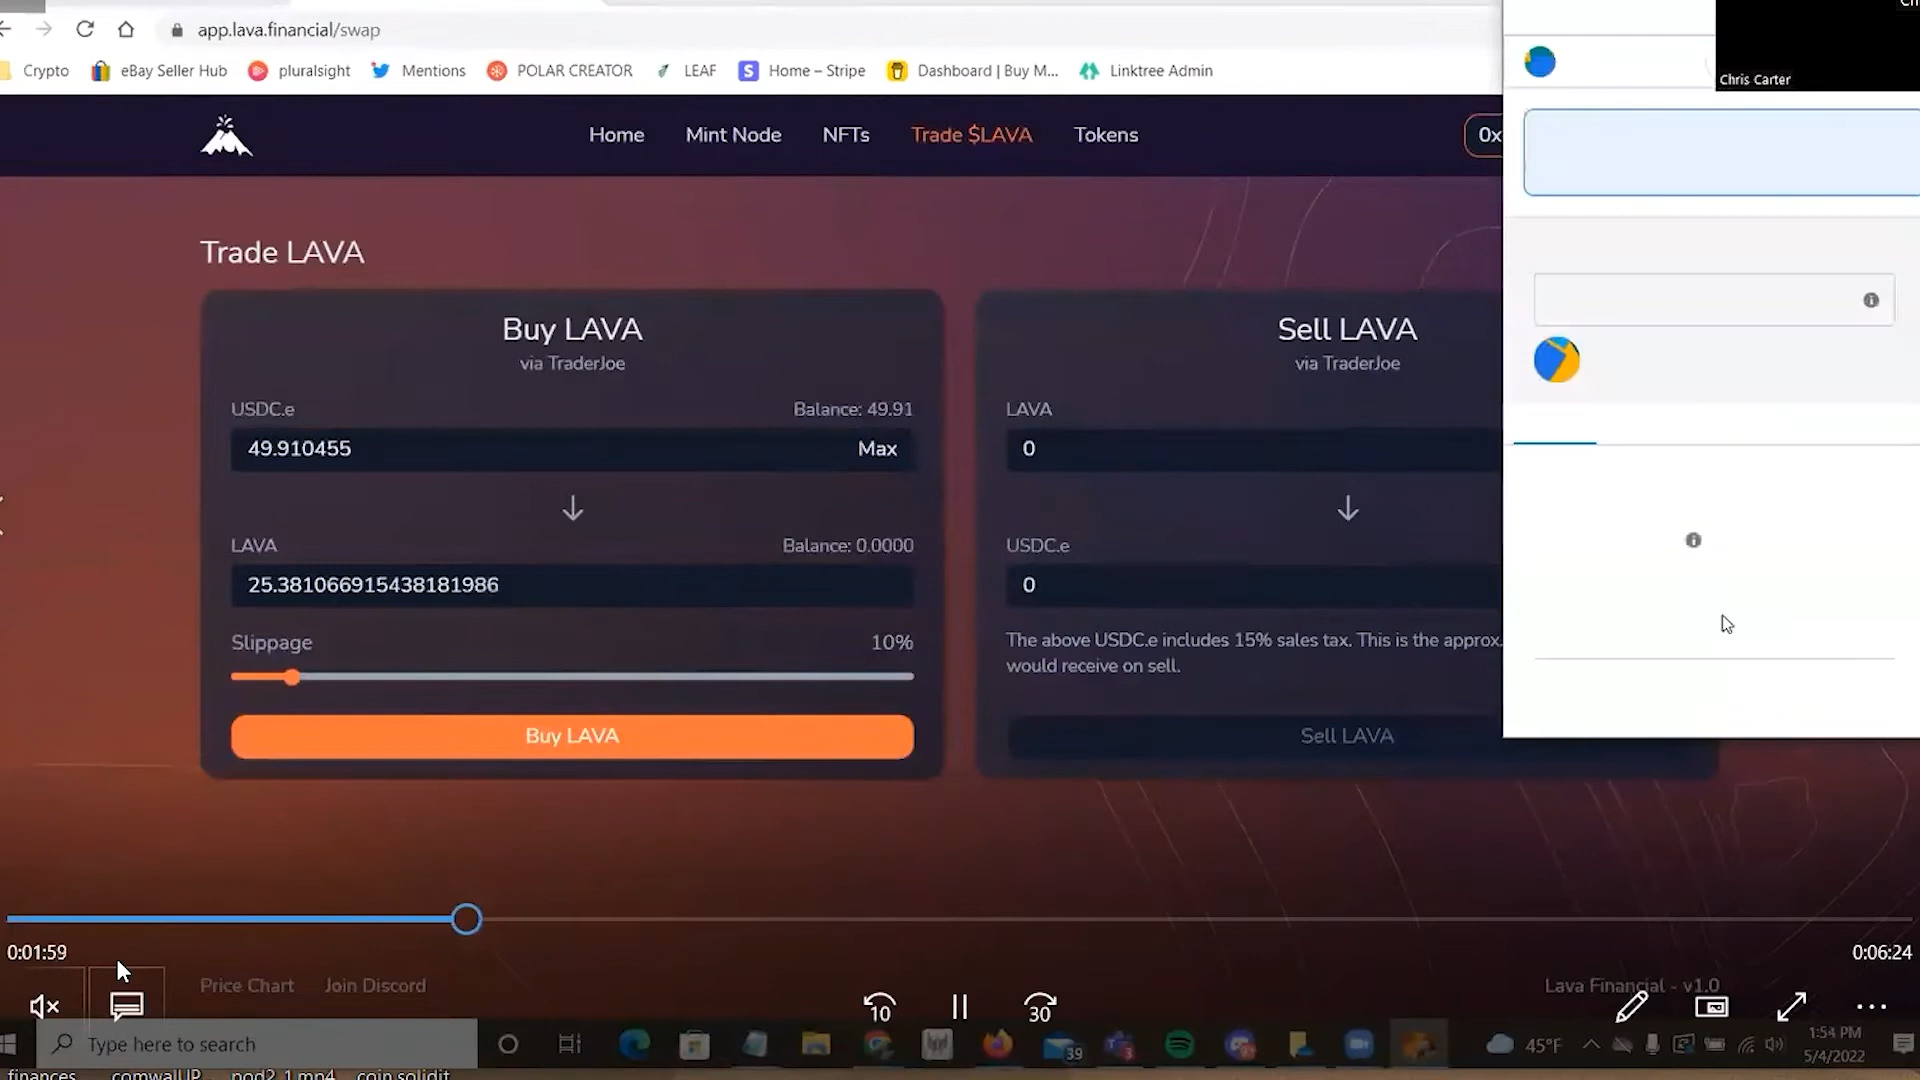 app.lava.financial/swap
Chris Carter
Crypto eBay Seller Hub pluralsight Mentions POLAR CREATOR LEAF S Home – Stripe Dashboard | Buy M... Linktree Admin
Home Mint Node NFTs Trade $LAVA Tokens 0x
Trade LAVA
Buy LAVA
via TraderJoe
USDC.e Balance: 49.91
49.910455 Max
LAVA Balance: 0.0000
25.381066915438181986
Slippage 10%
Buy LAVA
Sell LAVA
via TraderJoe
LAVA
0
USDC.e
0
The above USDC.e includes 15% sales tax. This is the approx.
would receive on sell.
Sell LAVA
0:01:59 0:06:24
Price Chart Join Discord Lava Financial - v1.0
10 30
Type here to search 39 3 45°F 1:54 PM
5/4/2022
finances comwallUP pod2_1.mp4 coin solidit